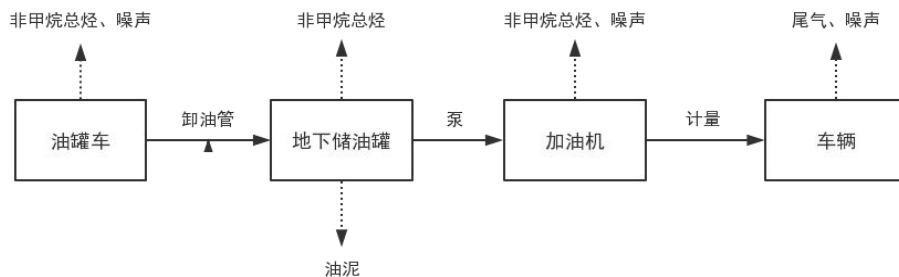 非甲烷总烃、噪声
非甲烷总烃
非甲烷总烃、噪声
尾气、噪声
油罐车
卸油管
地下储油罐
泵
加油机
计量
车辆
油泥